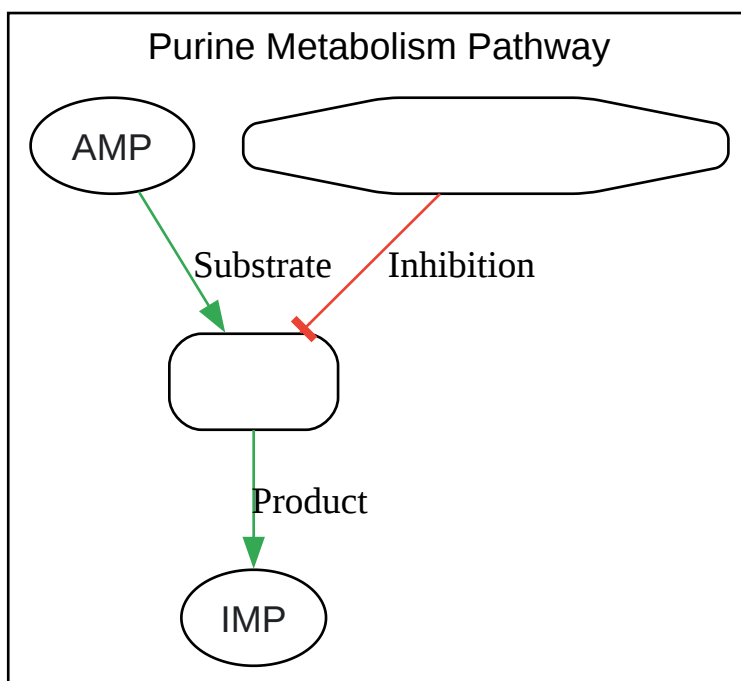 Purine Metabolism Pathway
AMP
Substrate
Inhibition
Product
IMP